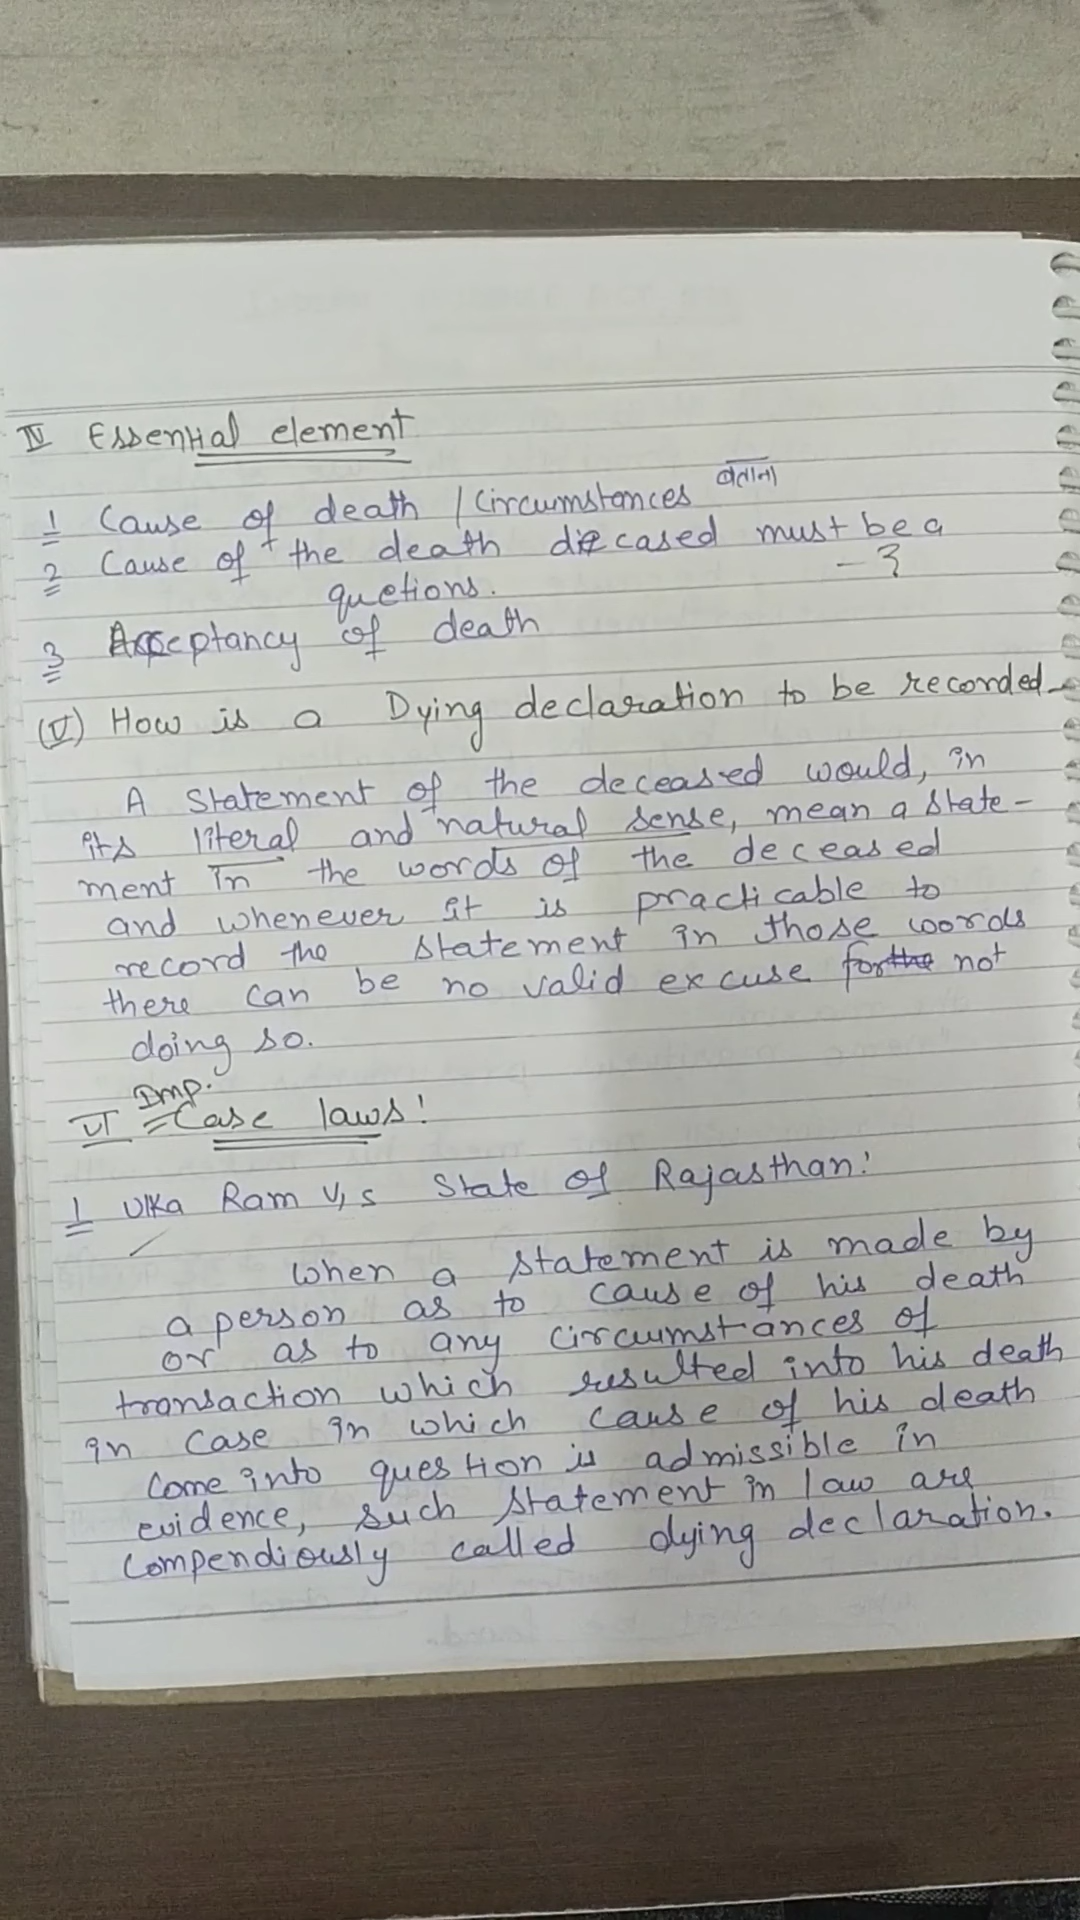 IV Essential element
1 Cause of death / Circumstances बताना
2 Cause of the death diecased must be a
- ?
quetions.
3 Acceptancy of death
(V) How is a Dying declaration to be recorded-
A statement of the deceased would, in
its literal and natural sense, mean a state-
ment in the words of the deceased
and whenever it is practicable to
record the statement in those words
there can be no valid excuse for the not
doing so.
Imp.
VI Case laws!
1 Ulka Ram V,s State of Rajasthan:
When a statement is made by
a person as to cause of his death
or as to any circumstances of
transaction which resulted into his death
in case in which cause of his death
come into question is admissible in
evidence, such statement in law are
compendiously called dying declaration.